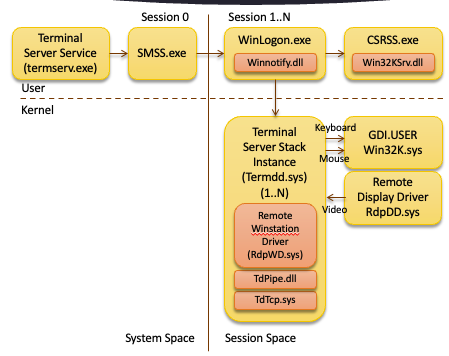 Session 0
Session 1..N
Terminal
Server Service
(termserv.exe)
SMSS.exe
WinLogon.exe
Winnotify.dll
CSRSS.exe
Win32KSrv.dll
User
Kernel
Terminal
Server Stack
Instance
(Termdd.sys)
(1..N)
Keyboard
Mouse
GDI.USER
Win32K.sys
Remote
Display Driver
RdpDD.sys
Video
Remote
Winstation
Driver
(RdpWD.sys)
TdPipe.dll
TdTcp.sys
System Space
Session Space